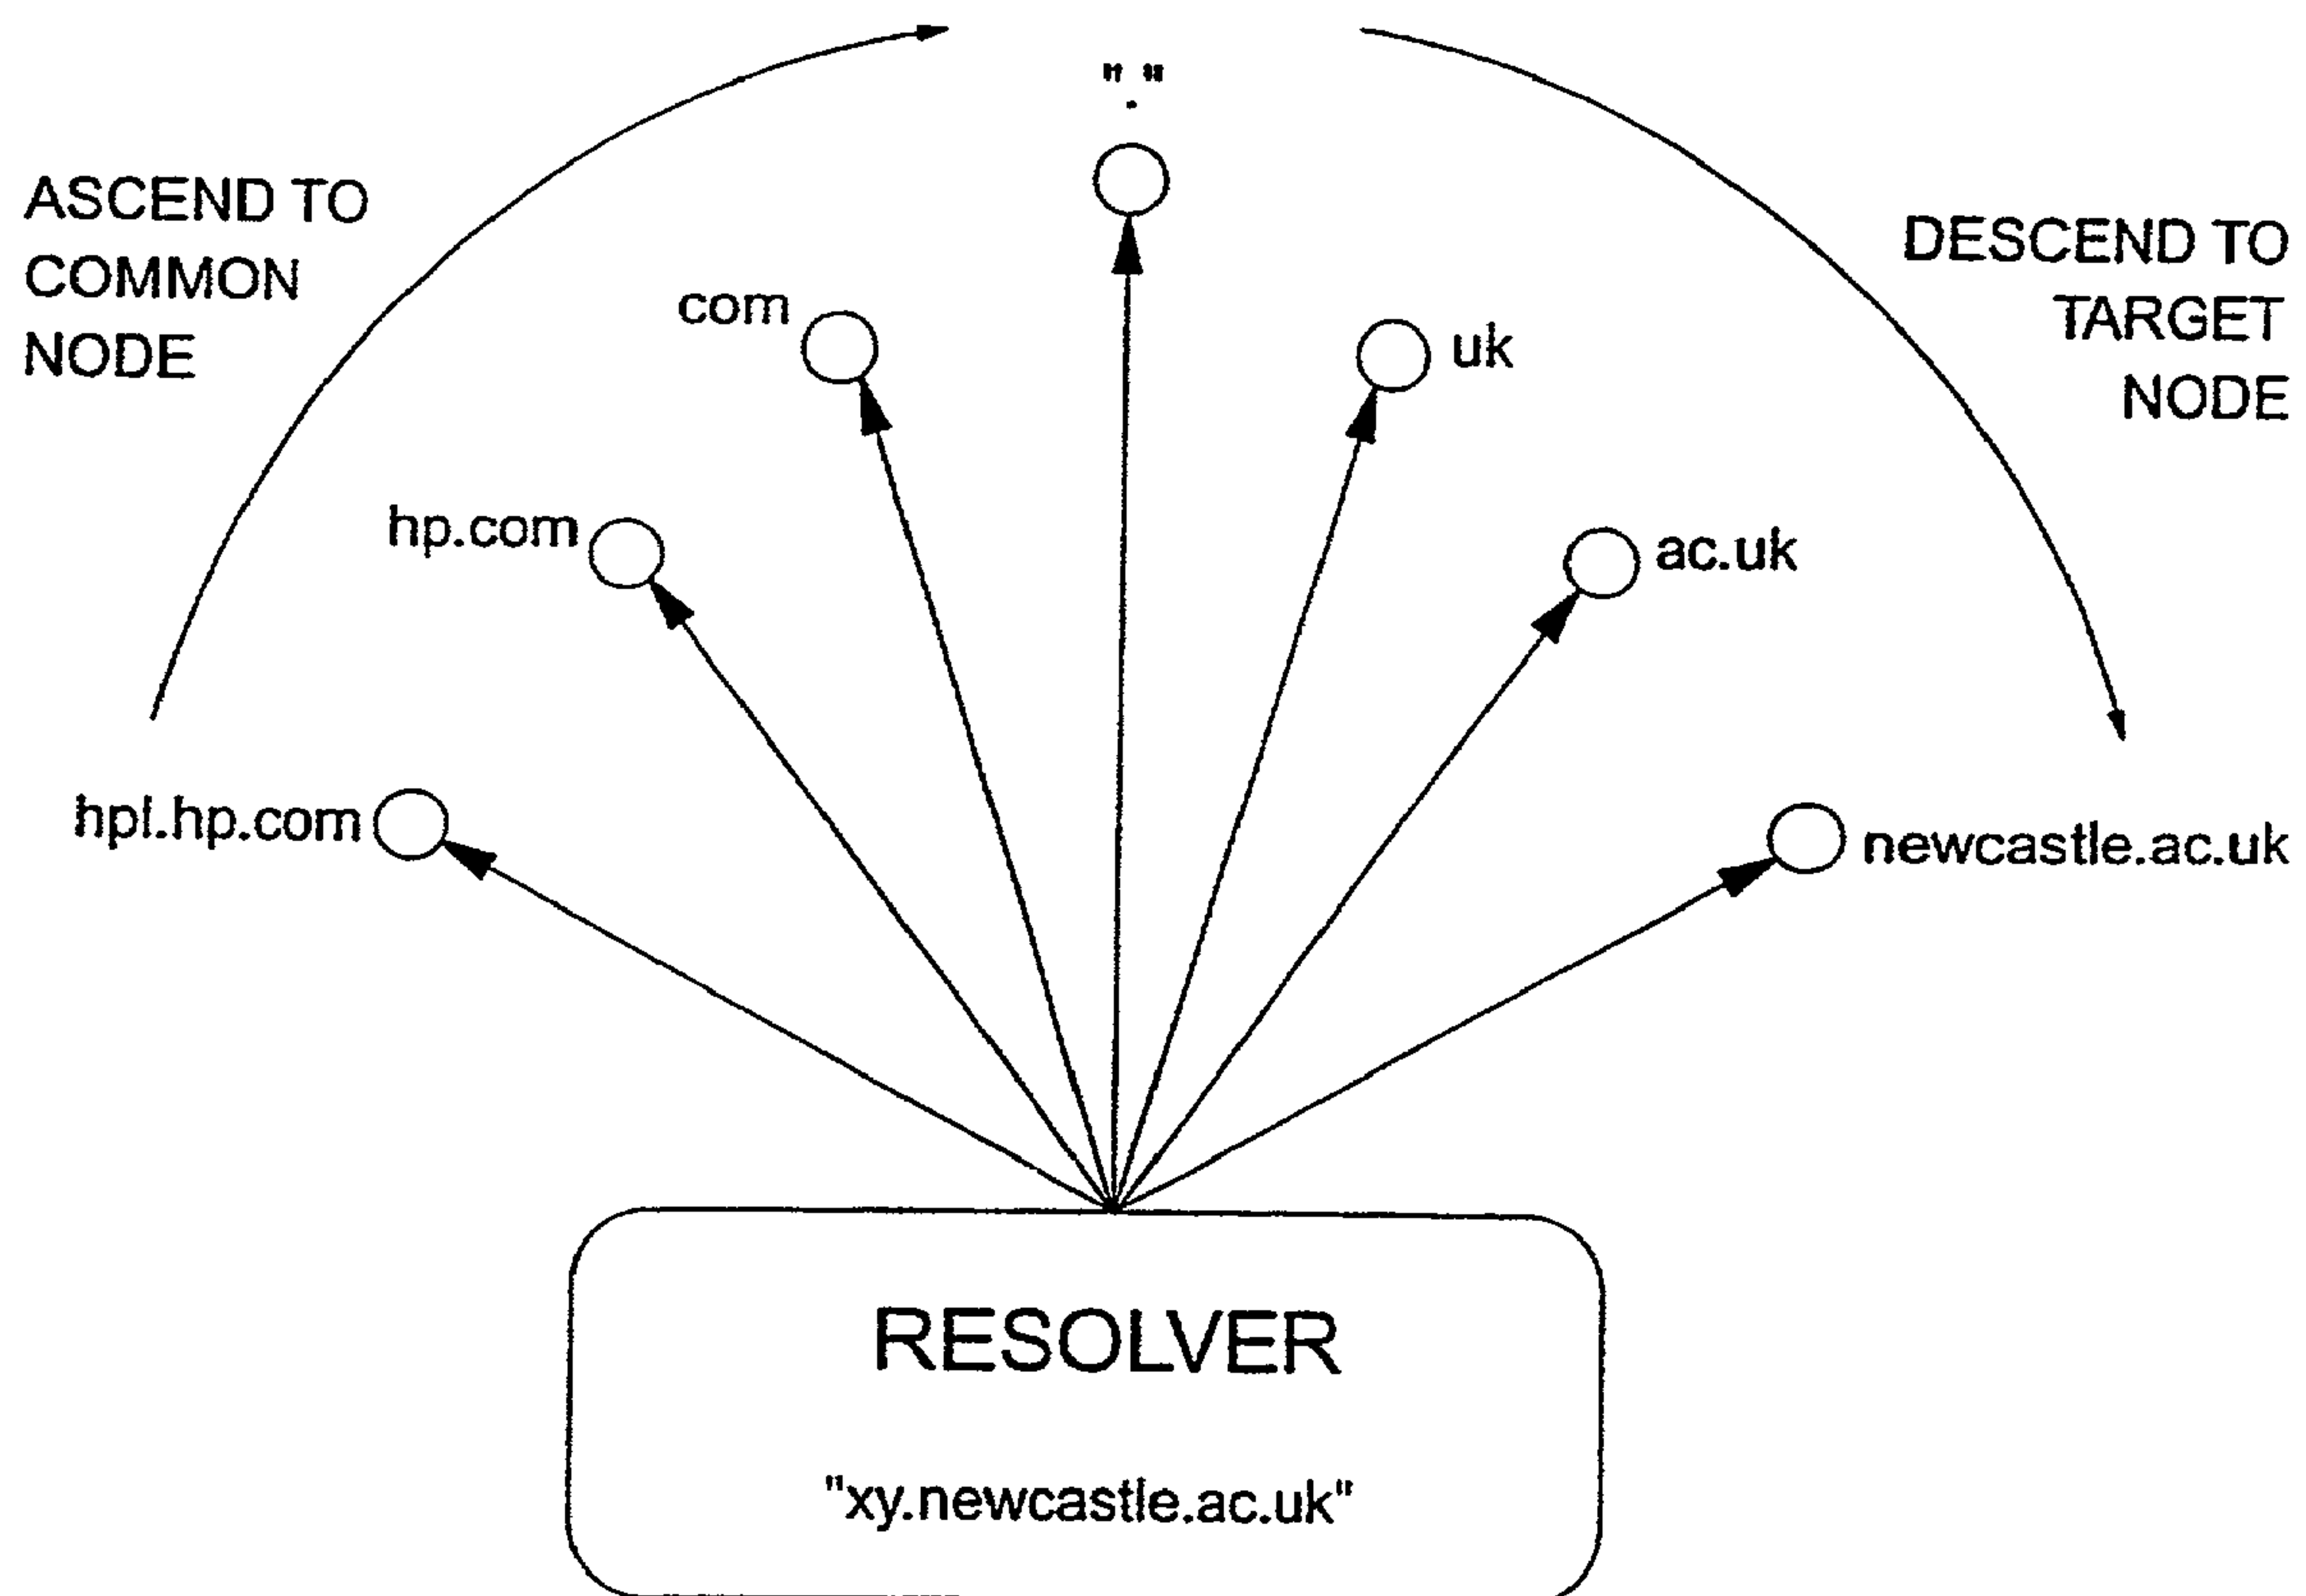 "."
ASCEND TO
COMMON
NODE
DESCEND TO
TARGET
NODE
com
uk
hp.com
ac.uk
hpl.hp.com
newcastle.ac.uk
RESOLVER
"xy.newcastle.ac.uk"